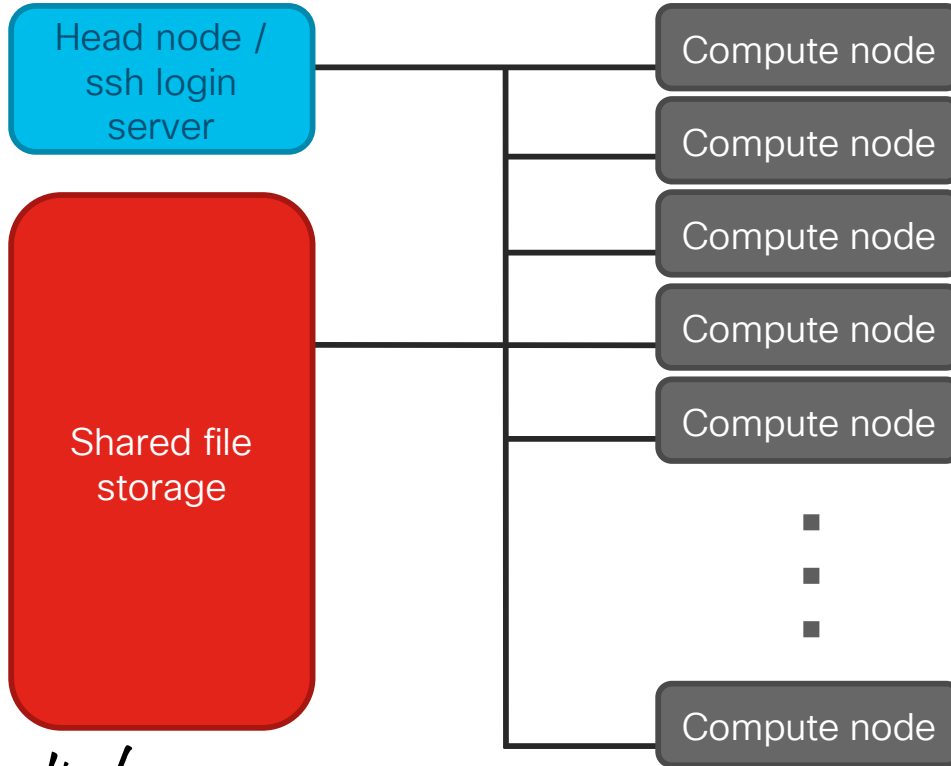 Head node /
ssh login
server
Shared file
storage
Compute node
Compute node
Compute node
Compute node
Compute node
Compute node